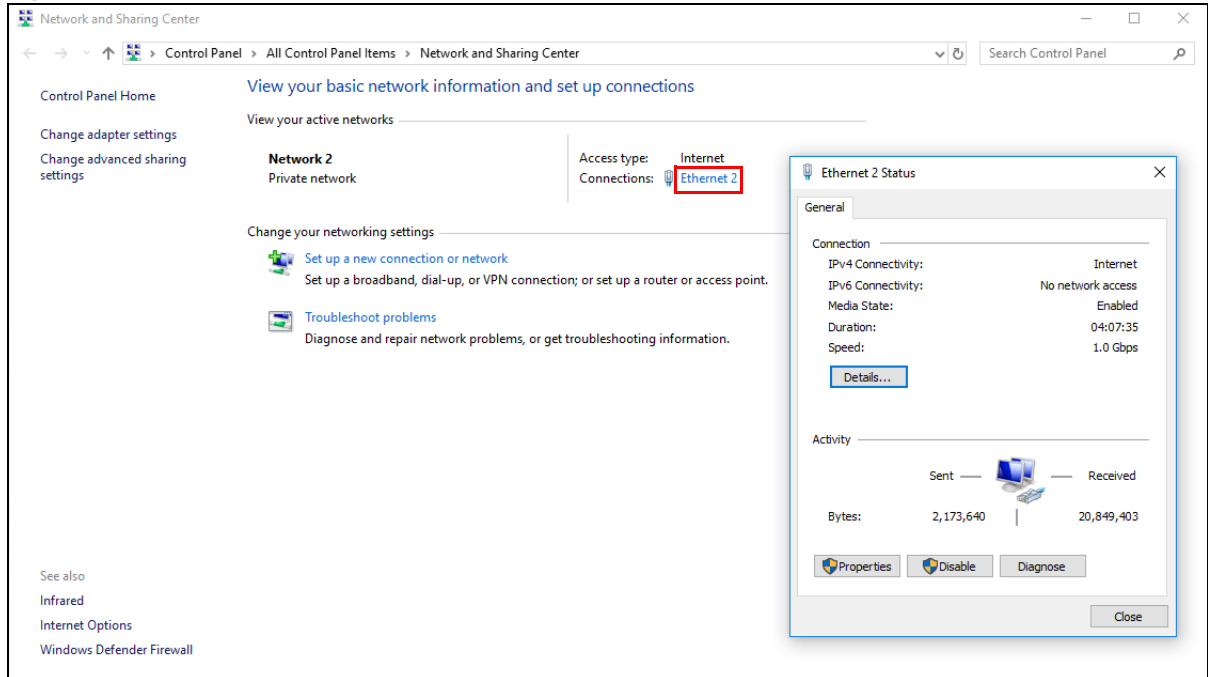 Network and Sharing Center
Control Panel > All Control Panel Items > Network and Sharing Center
Search Control Panel
Control Panel Home
Change adapter settings
Change advanced sharing
settings
View your basic network information and set up connections
View your active networks
Network 2
Private network
Access type: Internet
Connections: Ethernet 2
Change your networking settings
Set up a new connection or network
Set up a broadband, dial-up, or VPN connection; or set up a router or access point.
Troubleshoot problems
Diagnose and repair network problems, or get troubleshooting information.
See also
Infrared
Internet Options
Windows Defender Firewall
Ethernet 2 Status
General
Connection
IPv4 Connectivity: Internet
IPv6 Connectivity: No network access
Media State: Enabled
Duration: 04:07:35
Speed: 1.0 Gbps
Details...
Activity
Sent — Received
Bytes: 2,173,640 | 20,849,403
Properties Disable Diagnose
Close